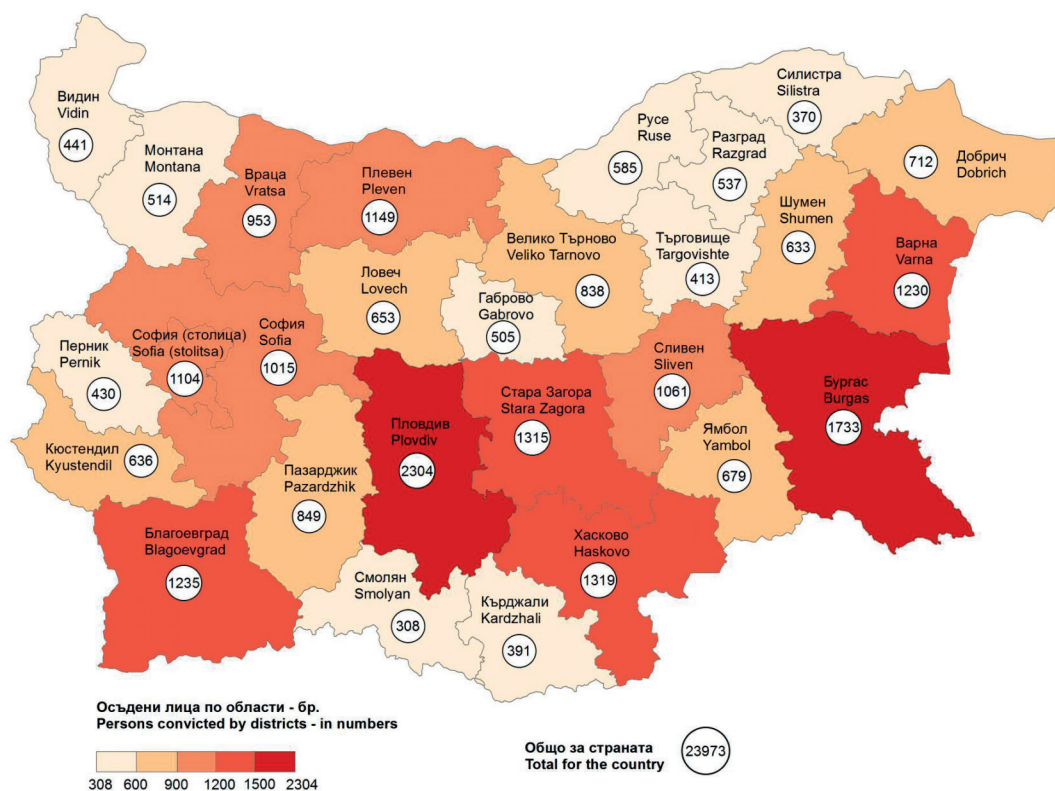 Видин
Vidin
441
Монтана
Montana
514
Враца
Vratsa
953
Плевен
Pleven
1149
Ловеч
Lovech
653
Велико Търново
Veliko Tarnovo
838
Габрово
Gabrovo
505
Русе
Ruse
585
Силистра
Silistra
370
Разград
Razgrad
537
Добрич
Dobrich
712
Шумен
Shumen
633
Търговище
Targovishte
413
Варна
Varna
1230
Перник
Pernik
430
София (столица)
Sofia (stolitsa)
1104
София
Sofia
1015
Кюстендил
Kyustendil
636
Благоевград
Blagoevgrad
1235
Пазарджик
Pazardzhik
849
Пловдив
Plovdiv
2304
Стара Загора
Stara Zagora
1315
Сливен
Sliven
1061
Ямбол
Yambol
679
Бургас
Burgas
1733
Хасково
Haskovo
1319
Смолян
Smolyan
308
Кърджали
Kardzhali
391
Осъдени лица по области - бр.
Persons convicted by districts - in numbers
308 600 900 1200 1500 2304
Общо за страната
Total for the country
23973